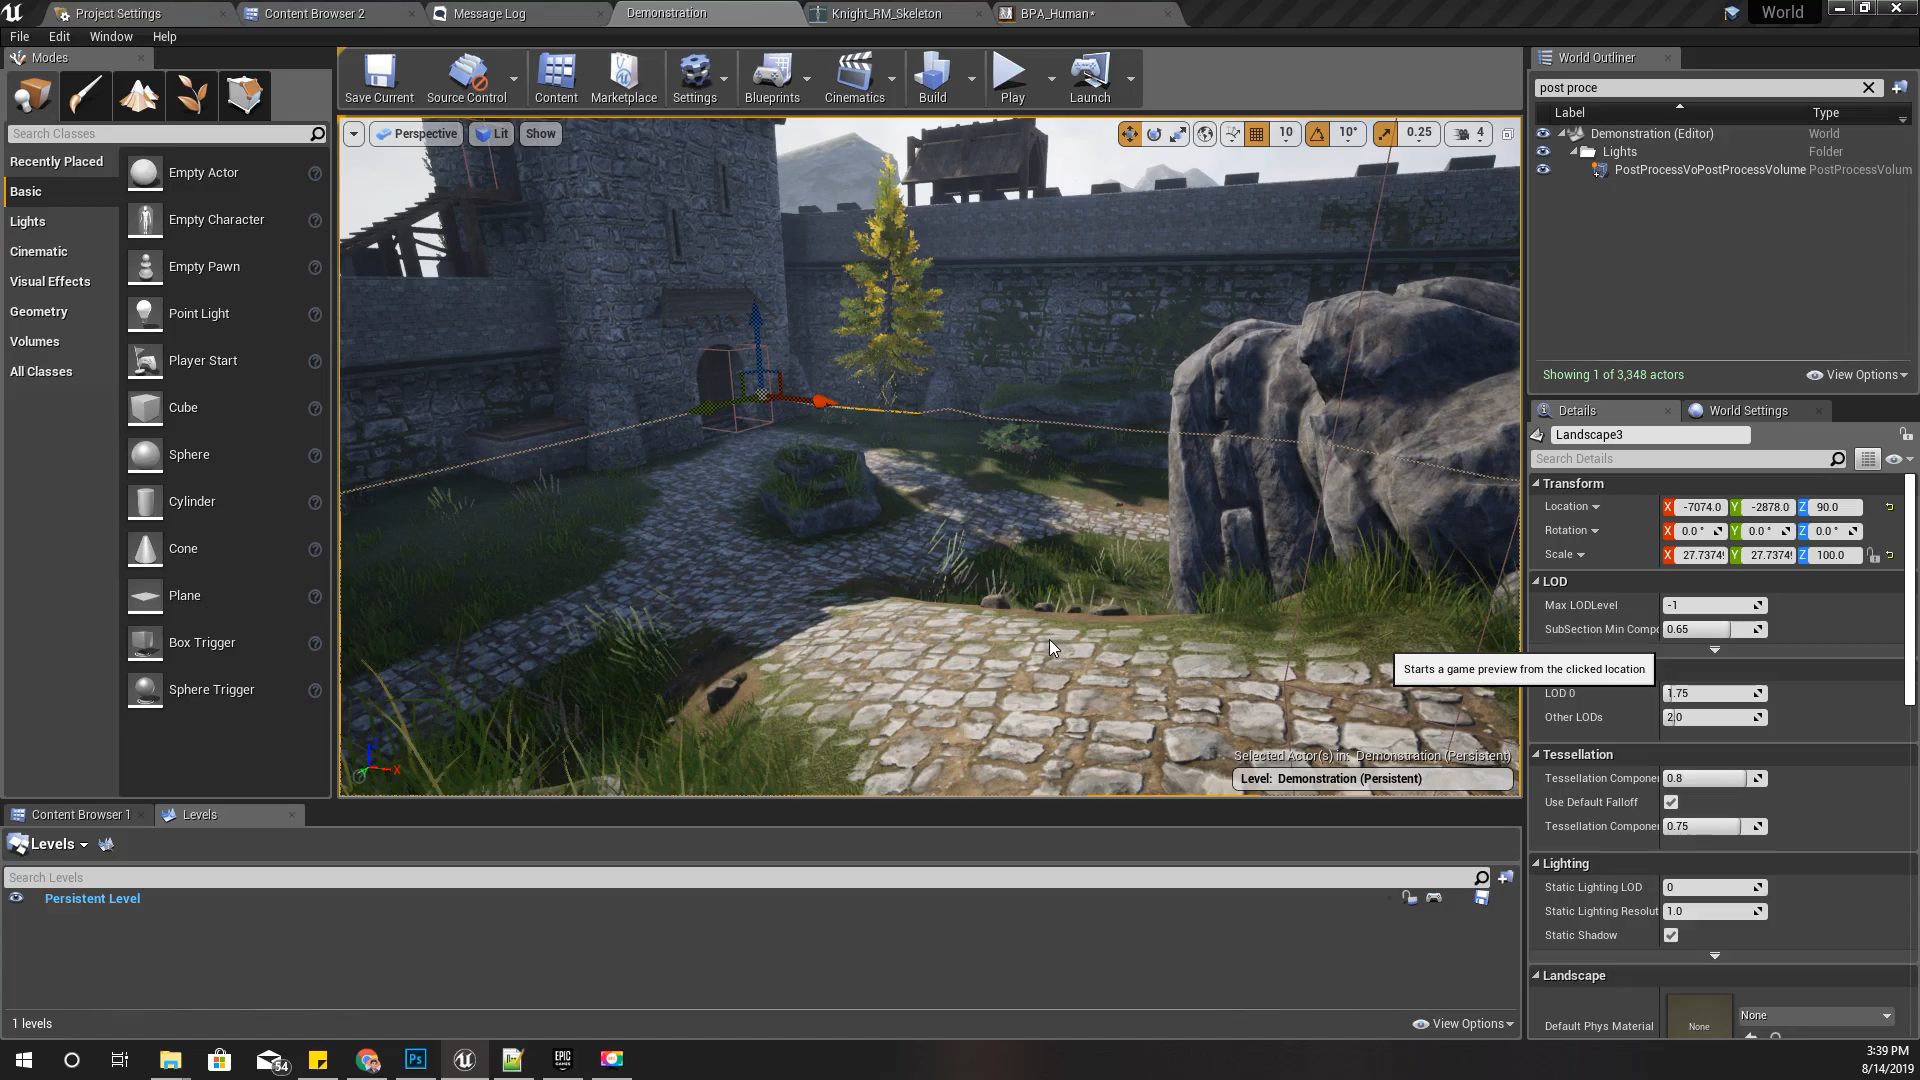 Project Settings
Content Browser 2
Message Log
Demonstration
Knight_RM_Skeleton
BPA_Human*
World
File
Edit
Window
Help
Modes
Search Classes
Recently Placed
Basic
Lights
Cinematic
Visual Effects
Geometry
Volumes
All Classes
Empty Actor
Empty Character
Empty Pawn
Point Light
Player Start
Cube
Sphere
Cylinder
Cone
Plane
Box Trigger
Sphere Trigger
Save Current
Source Control
Content
Marketplace
Settings
Blueprints
Cinematics
Build
Play
Launch
Perspective
Lit
Show
10
10°
0.25
4
Starts a game preview from the clicked location
Selected Actor(s) in: Demonstration (Persistent)
Level: Demonstration (Persistent)
World Outliner
post proce
Label
Type
Demonstration (Editor) World
Lights Folder
PostProcessVoPostProcessVolume PostProcessVolum
Showing 1 of 3,348 actors
View Options
Details
World Settings
Landscape3
Search Details
Transform
Location X -7074.0 Y -2878.0 Z 90.0
Rotation X 0.0 ° Y 0.0 ° Z 0.0 °
Scale X 27.7374 Y 27.7374 Z 100.0
LOD
Max LODLevel -1
SubSection Min Comp 0.65
LOD 0 1.75
Other LODs 2.0
Tessellation
Tessellation Componen 0.8
Use Default Falloff
Tessellation Componen 0.75
Lighting
Static Lighting LOD 0
Static Lighting Resolut 1.0
Static Shadow
Landscape
Default Phys Material
None
None
Content Browser 1
Levels
Levels
Search Levels
Persistent Level
1 levels
View Options
54
Ps
EPIC
GAMES
3:39 PM
8/14/2019